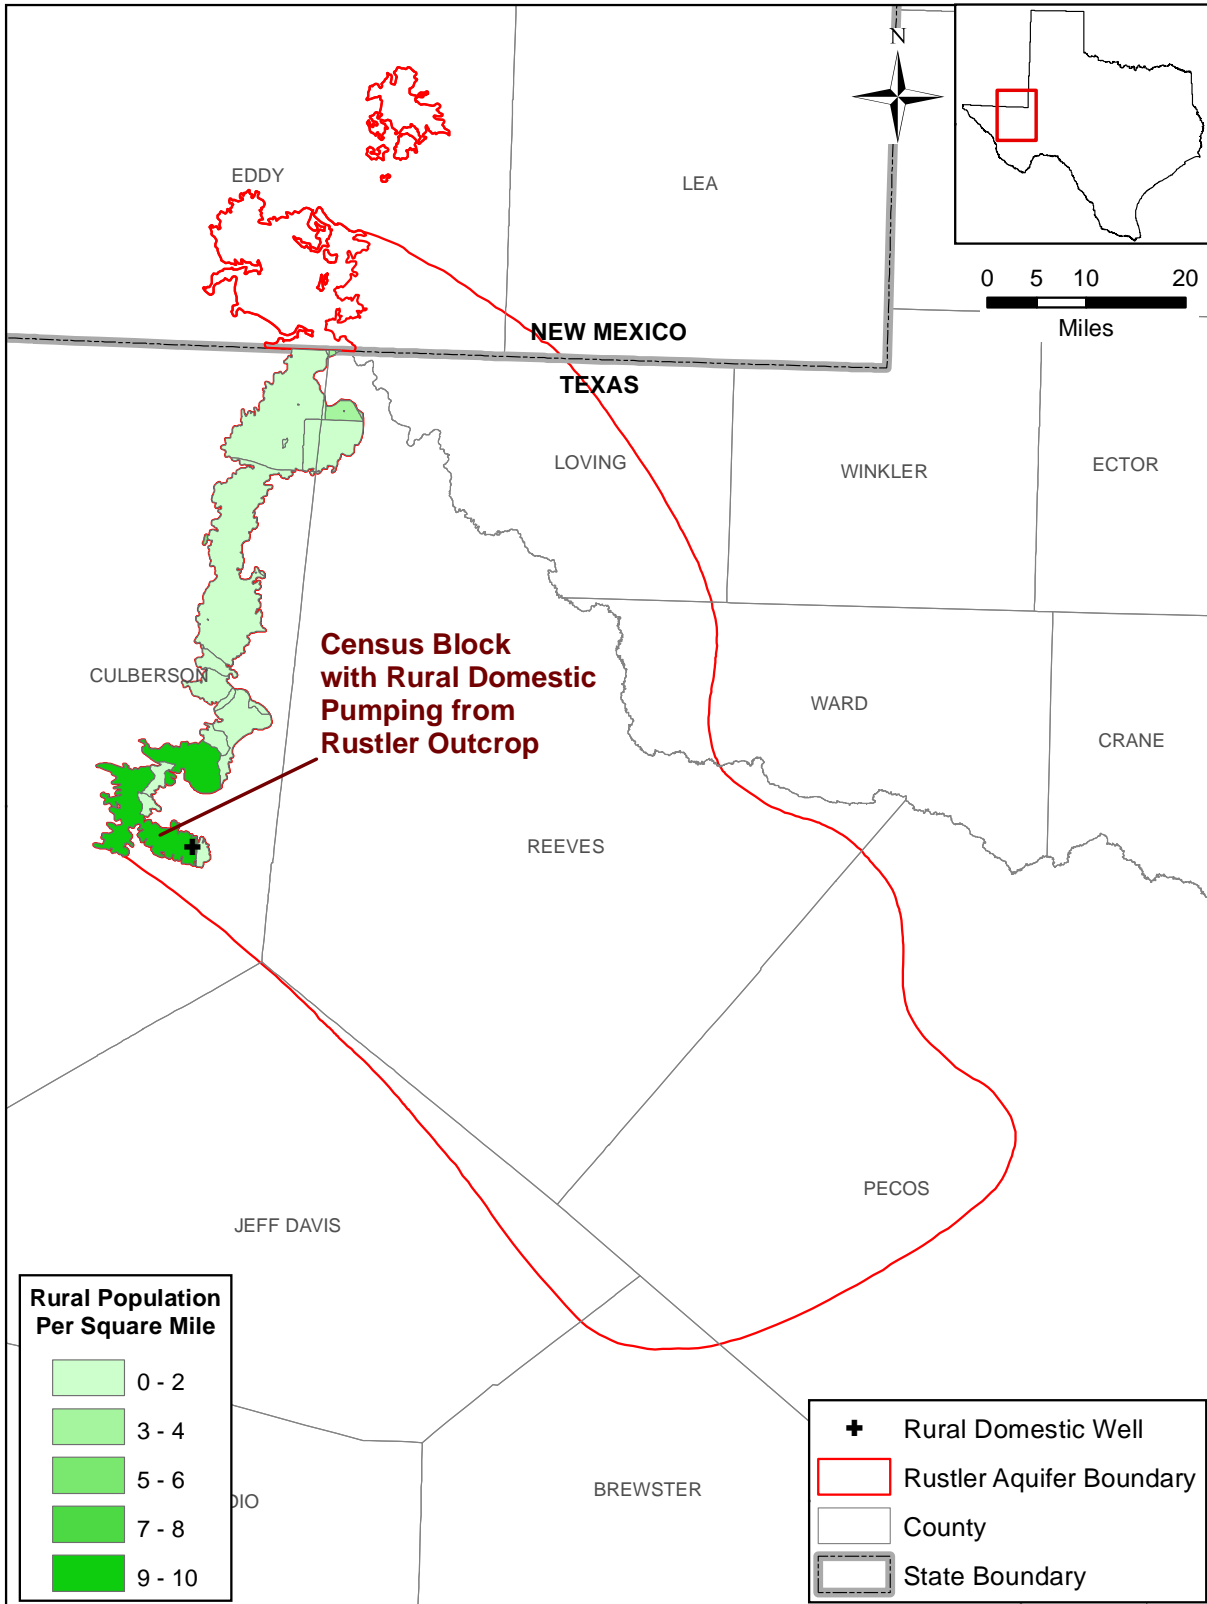 N
EDDY
LEA
0 5 10 20
Miles
NEW MEXICO
TEXAS
LOVING
WINKLER
ECTOR
Census Block
with Rural Domestic
Pumping from
Rustler Outcrop
CULBERSON
WARD
CRANE
REEVES
PECOS
JEFF DAVIS
Rural Population
Per Square Mile
0 - 2
3 - 4
5 - 6
7 - 8
9 - 10
DIO
BREWSTER
Rural Domestic Well
Rustler Aquifer Boundary
County
State Boundary